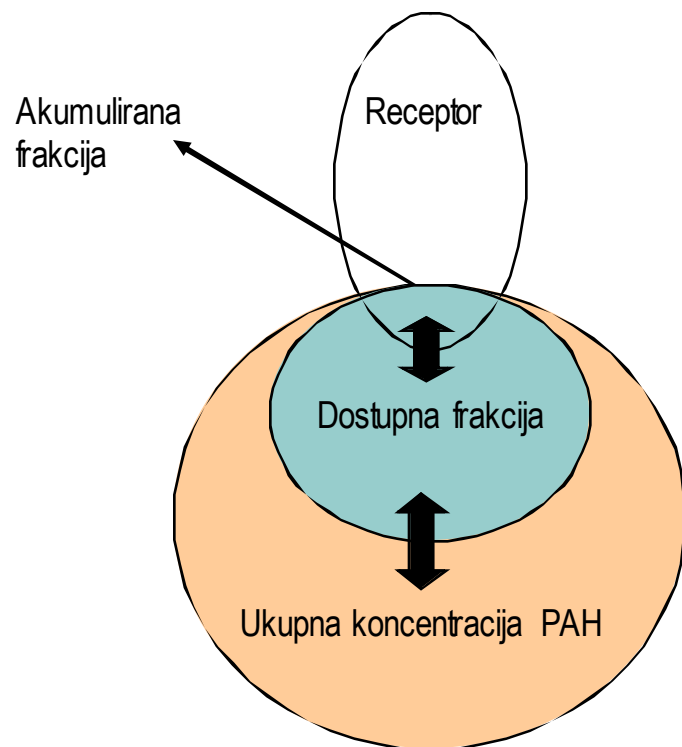 Akumulirana
frakcija
Receptor
Dostupna frakcija
Ukupna koncentracija PAH